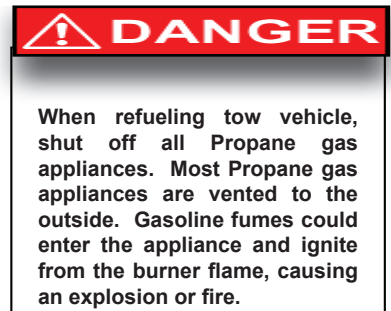 DANGER
When refueling tow vehicle,
shut off all Propane gas
appliances. Most Propane gas
appliances are vented to the
outside. Gasoline fumes could
enter the appliance and ignite
from the burner flame, causing
an explosion or fire.